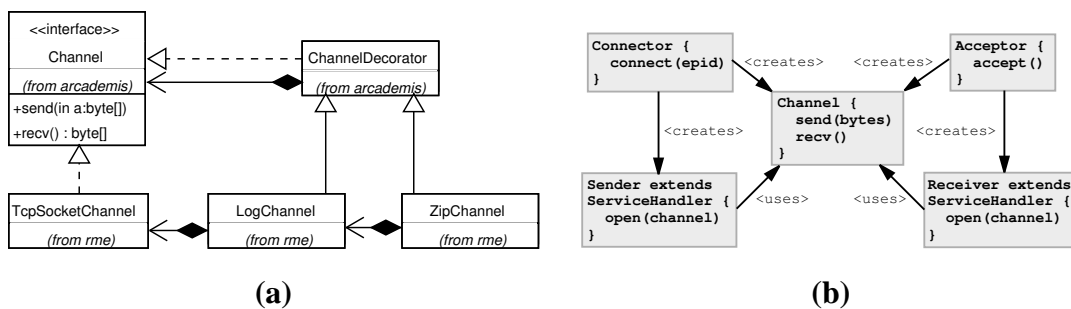 <<interface>>
Channel
(from arcademis)
+send(in a:byte[])
+recv() : byte[]
ChannelDecorator
(from arcademis)
TcpSocketChannel
(from rme)
LogChannel
(from rme)
ZipChannel
(from rme)
(a)
Connector {
connect(epid)
}
<creates>
<creates>
Acceptor {
accept()
}
Channel {
send(bytes)
recv()
}
<creates>
<creates>
Sender extends
ServiceHandler {
open(channel)
}
<uses>
<uses>
Receiver extends
ServiceHandler {
open(channel)
}
(b)